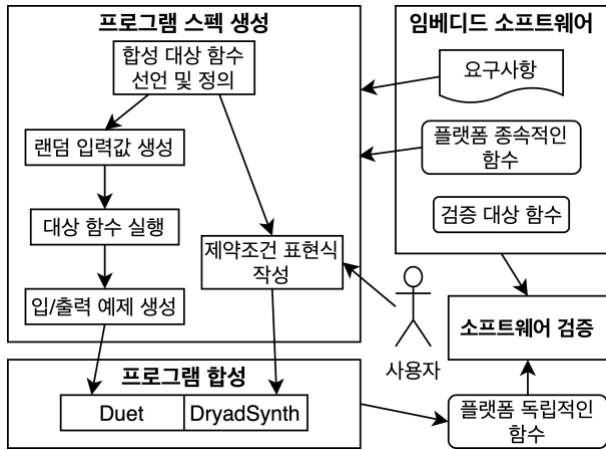 프로그램 스펙 생성
합성 대상 함수
선언 및 정의
랜덤 입력값 생성
대상 함수 실행
입/출력 예제 생성
제약조건 표현식
작성
임베디드 소프트웨어
요구사항
플랫폼 종속적인
함수
검증 대상 함수
사용자
소프트웨어 검증
프로그램 합성
Duet
DryadSynth
플랫폼 독립적인
함수